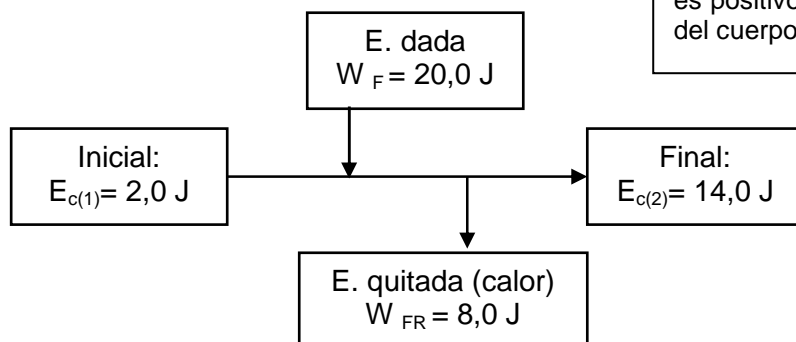 es positivo
del cuerpo
E. dada
W F = 20,0 J
Inicial:
Ec(1)= 2,0 J
Final:
Ec(2)= 14,0 J
E. quitada (calor)
W FR = 8,0 J